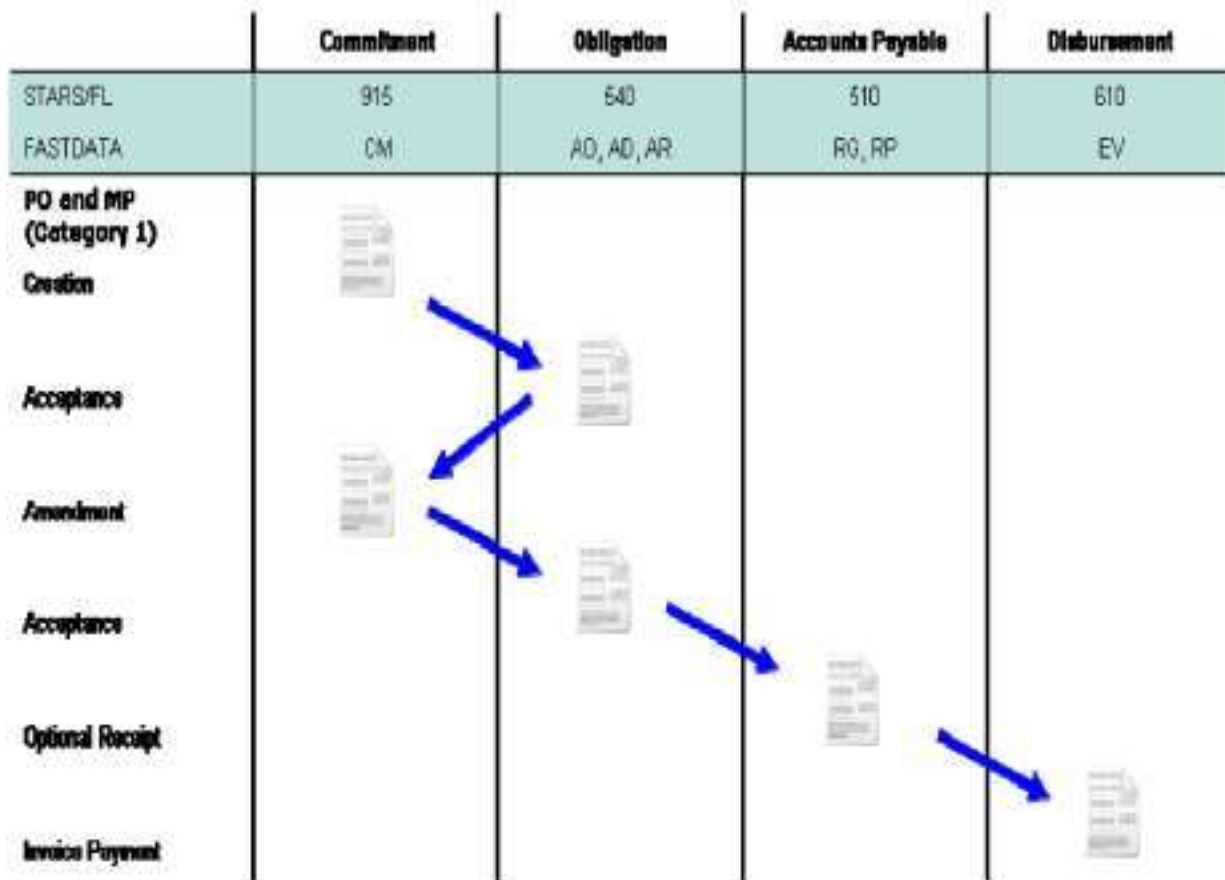 Commitment Obligation Accounts Payable Disbursement
STARS/FL 915 640 510 610
FASTDATA CM AO, AD, AR RG, RP EV
PO and MP
(Category 1)
Creation
Acceptance
Amendment
Acceptance
Optional Receipt
Invoice Payment